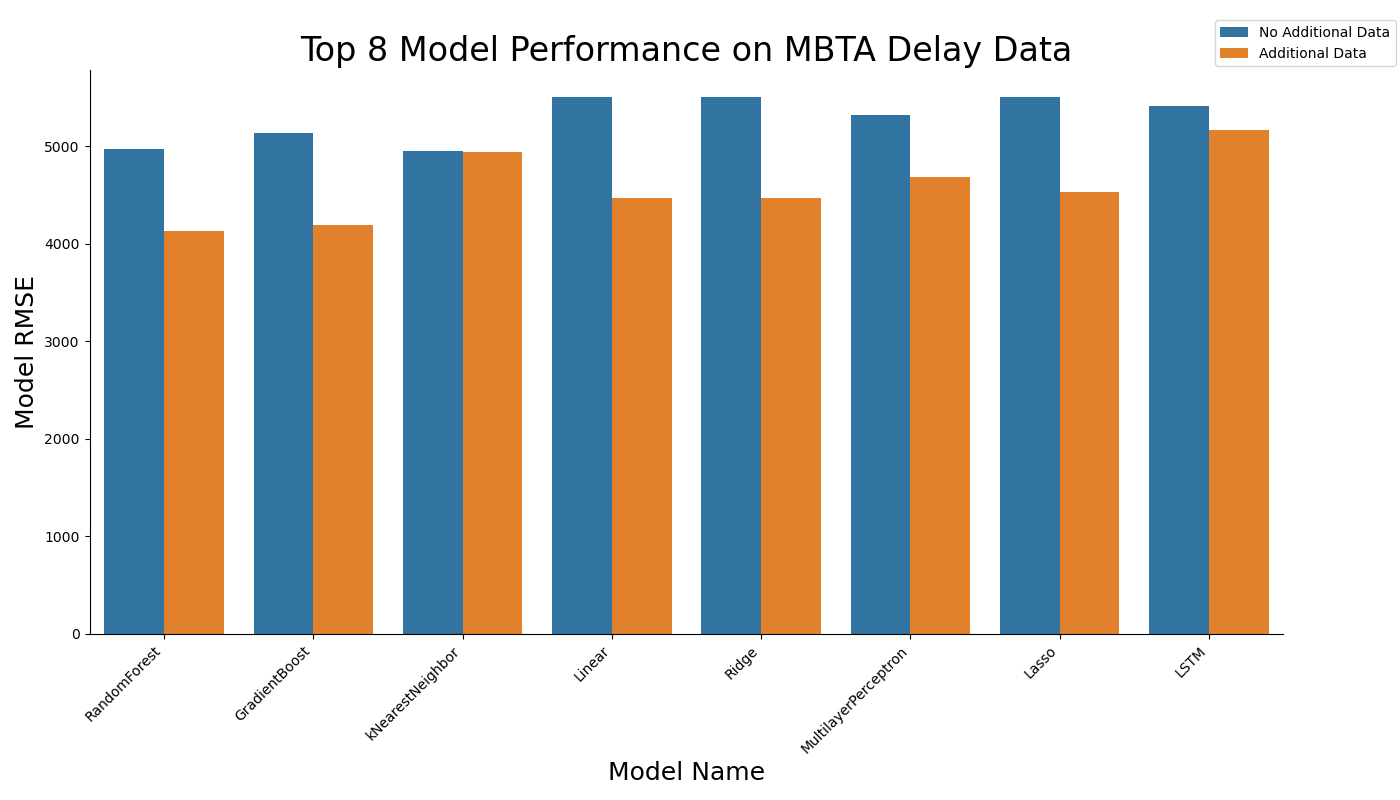 Top 8 Model Performance on MBTA Delay Data
No Additional Data
Additional Data
Model RMSE
5000
4000
3000
2000
1000
0
RandomForest
GradientBoost
kNearestNeighbor
Linear
Ridge
MultilayerPerceptron
Lasso
LSTM
Model Name